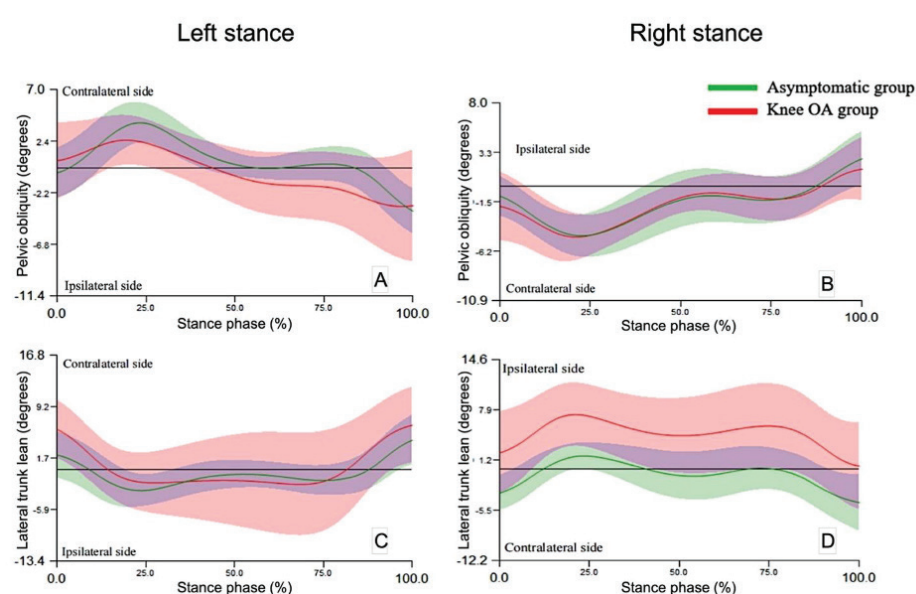 Left stance
Right stance
Asymptomatic group
Knee OA group
Pelvic obliquity (degrees)
7.0
2.4
-2.2
-6.8
-11.4
Contralateral side
Ipsilateral side
A
0.0 25.0 50.0 75.0 100.0
Stance phase (%)
Pelvic obliquity (degrees)
8.0
3.3
-1.5
-6.2
-10.9
Ipsilateral side
Contralateral side
B
0.0 25.0 50.0 75.0 100.0
Stance phase (%)
Lateral trunk lean (degrees)
16.8
9.2
1.7
-5.9
-13.4
Contralateral side
Ipsilateral side
C
0.0 25.0 50.0 75.0 100.0
Stance phase (%)
Lateral trunk lean (degrees)
14.6
7.9
1.2
-5.5
-12.2
Ipsilateral side
Contralateral side
D
0.0 25.0 50.0 75.0 100.0
Stance phase (%)